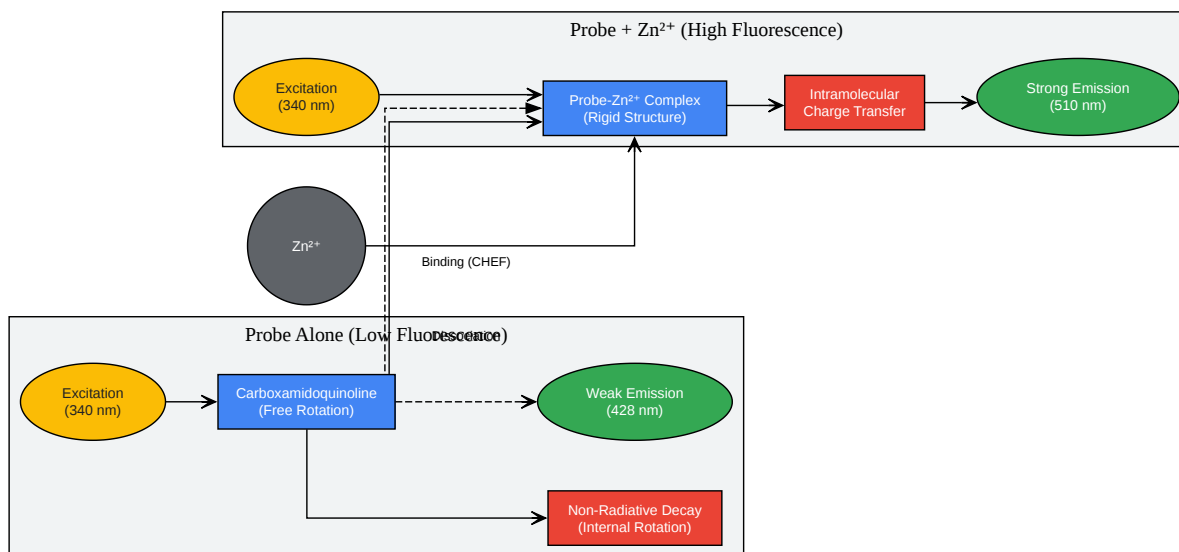 Probe + Zn²⁺ (High Fluorescence)
Excitation
(340 nm)
Probe-Zn²⁺ Complex
(Rigid Structure)
Intramolecular
Charge Transfer
Strong Emission
(510 nm)
Zn²⁺
Binding (CHEF)
Probe Alone (Low Fluorescence)
Excitation
(340 nm)
Carboxamidoquinoline
(Free Rotation)
Weak Emission
(428 nm)
Non-Radiative Decay
(Internal Rotation)